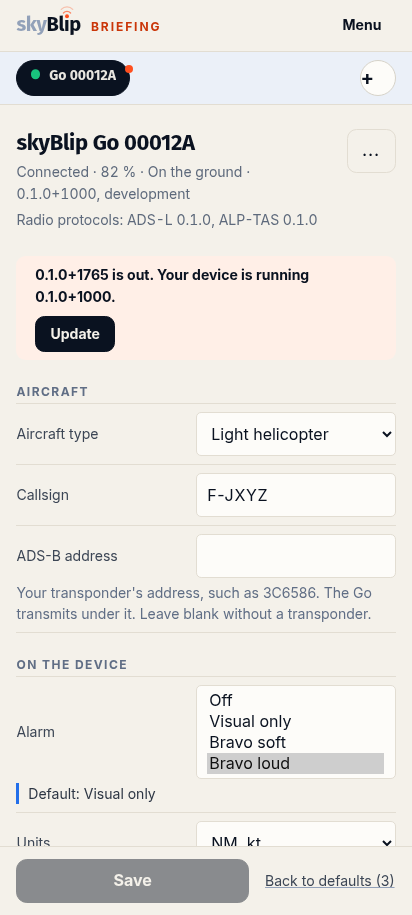 skyBlip BRIEFING
Menu
Go 00012A
+
skyBlip Go 00012A
...
Connected · 82 % · On the ground ·
0.1.0+1000, development
Radio protocols: ADS-L 0.1.0, ALP-TAS 0.1.0
0.1.0+1765 is out. Your device is running
0.1.0+1000.
Update
AIRCRAFT
Aircraft type
Light helicopter
Callsign
F-JXYZ
ADS-B address
Your transponder's address, such as 3C6586. The Go
transmits under it. Leave blank without a transponder.
ON THE DEVICE
Alarm
Off
Visual only
Bravo soft
Bravo loud
Default: Visual only
Units
NM, kt
Save
Back to defaults (3)